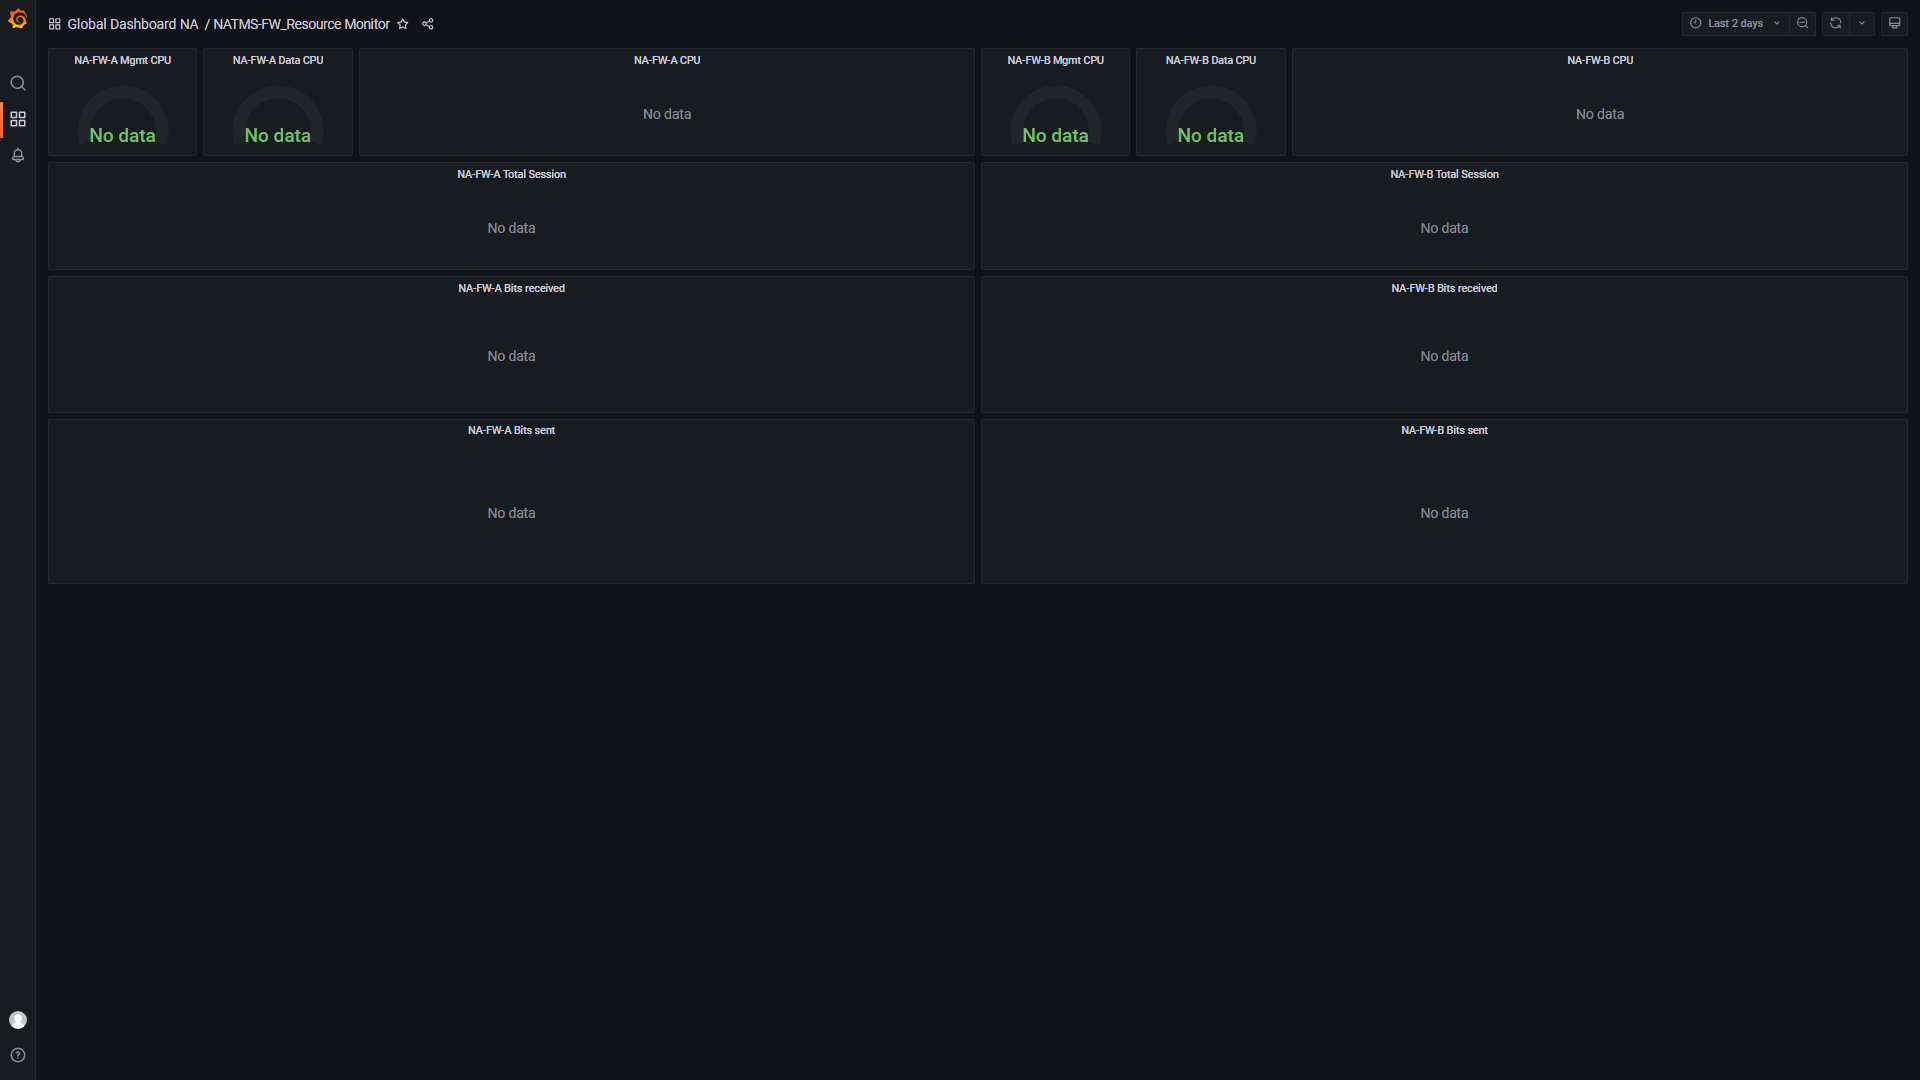 Global Dashboard NA / NATMS-FW_Resource Monitor
Last 2 days
NA-FW-A Mgmt CPU
No data
NA-FW-A Data CPU
No data
NA-FW-A CPU
No data
NA-FW-B Mgmt CPU
No data
NA-FW-B Data CPU
No data
NA-FW-B CPU
No data
NA-FW-A Total Session
No data
NA-FW-B Total Session
No data
NA-FW-A Bits received
No data
NA-FW-B Bits received
No data
NA-FW-A Bits sent
No data
NA-FW-B Bits sent
No data